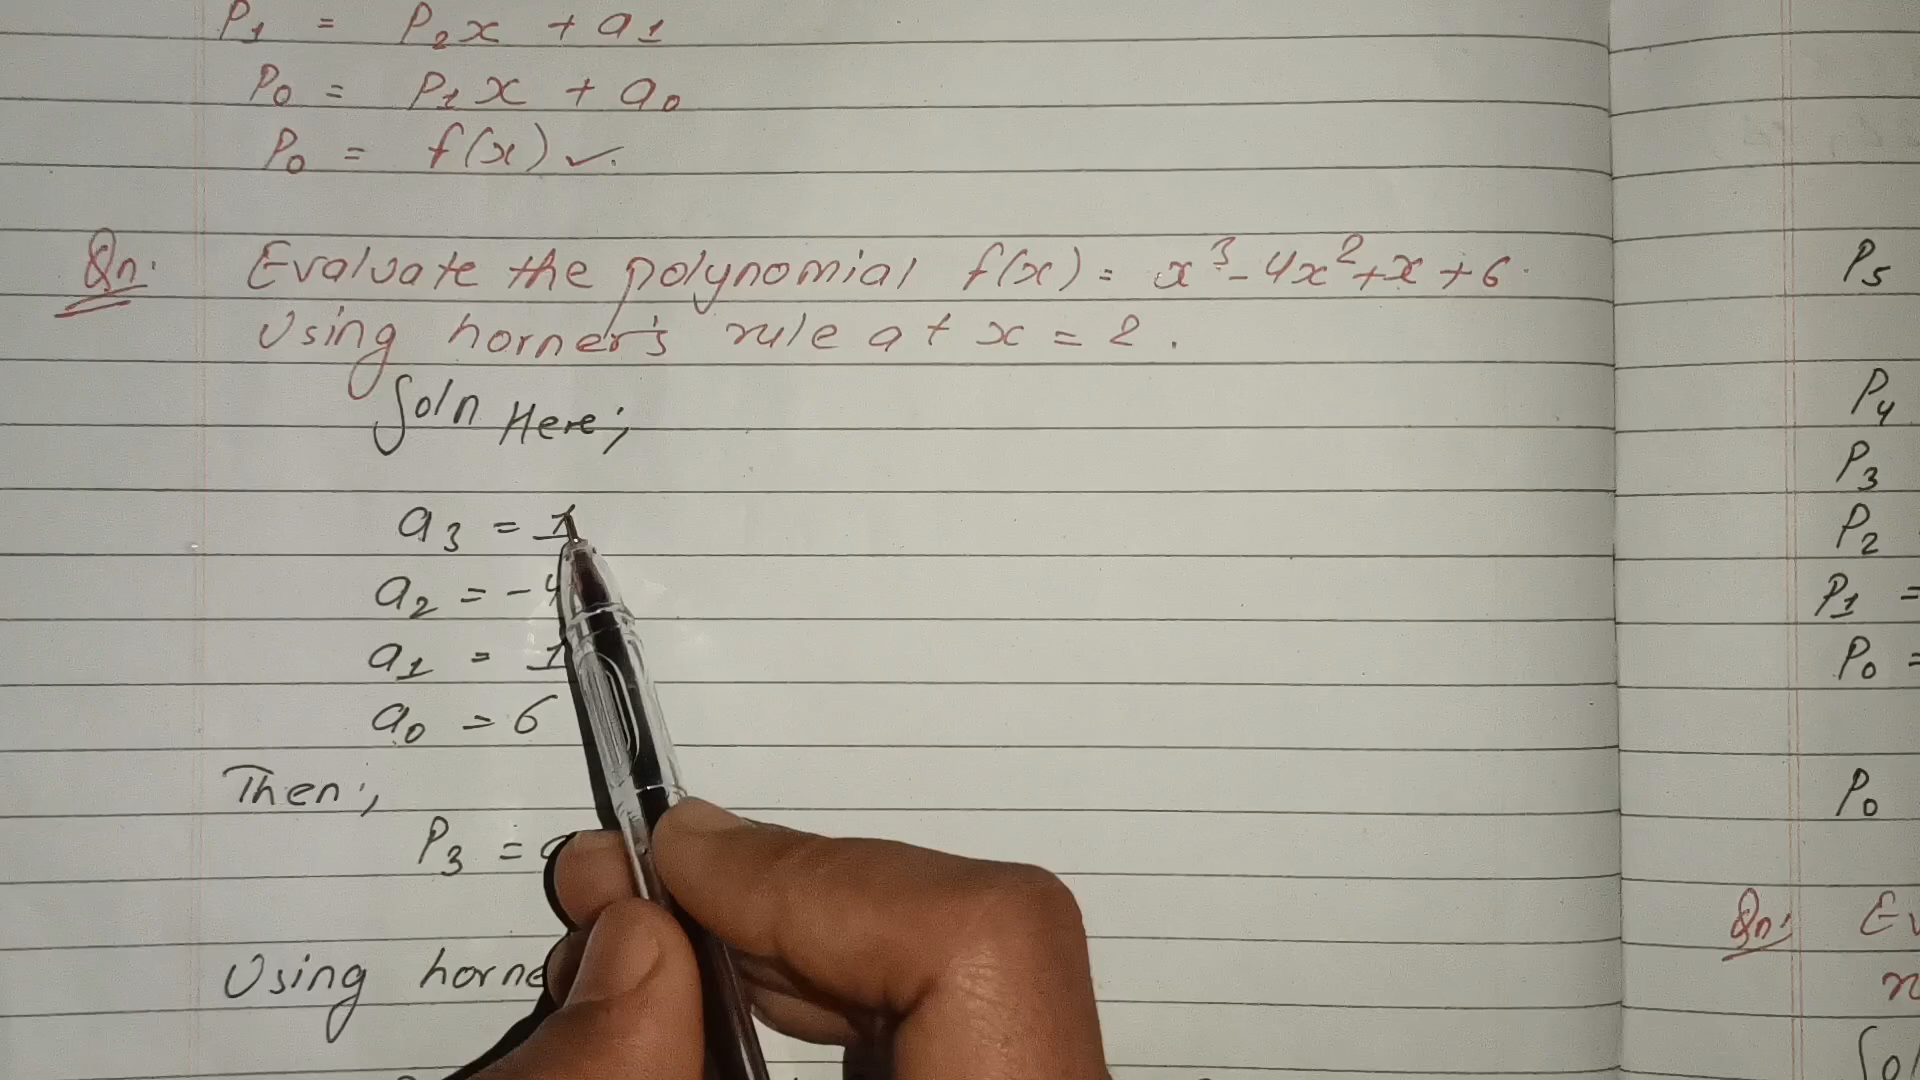 P1 = P2x + a1
P0 = P1x + a0
P0 = f(x) ✓.
Qn. Evaluate the polynomial f(x) = x³ - 4x² + x + 6.
Using horner's rule at x = 2.
Soln Here;
a3 = 1
a2 = -4
a1 = 1
a0 = 6
Then;,
P3 =
Using
P5
P4
P3
P2
P1 =
P0 =
P0
Qn: